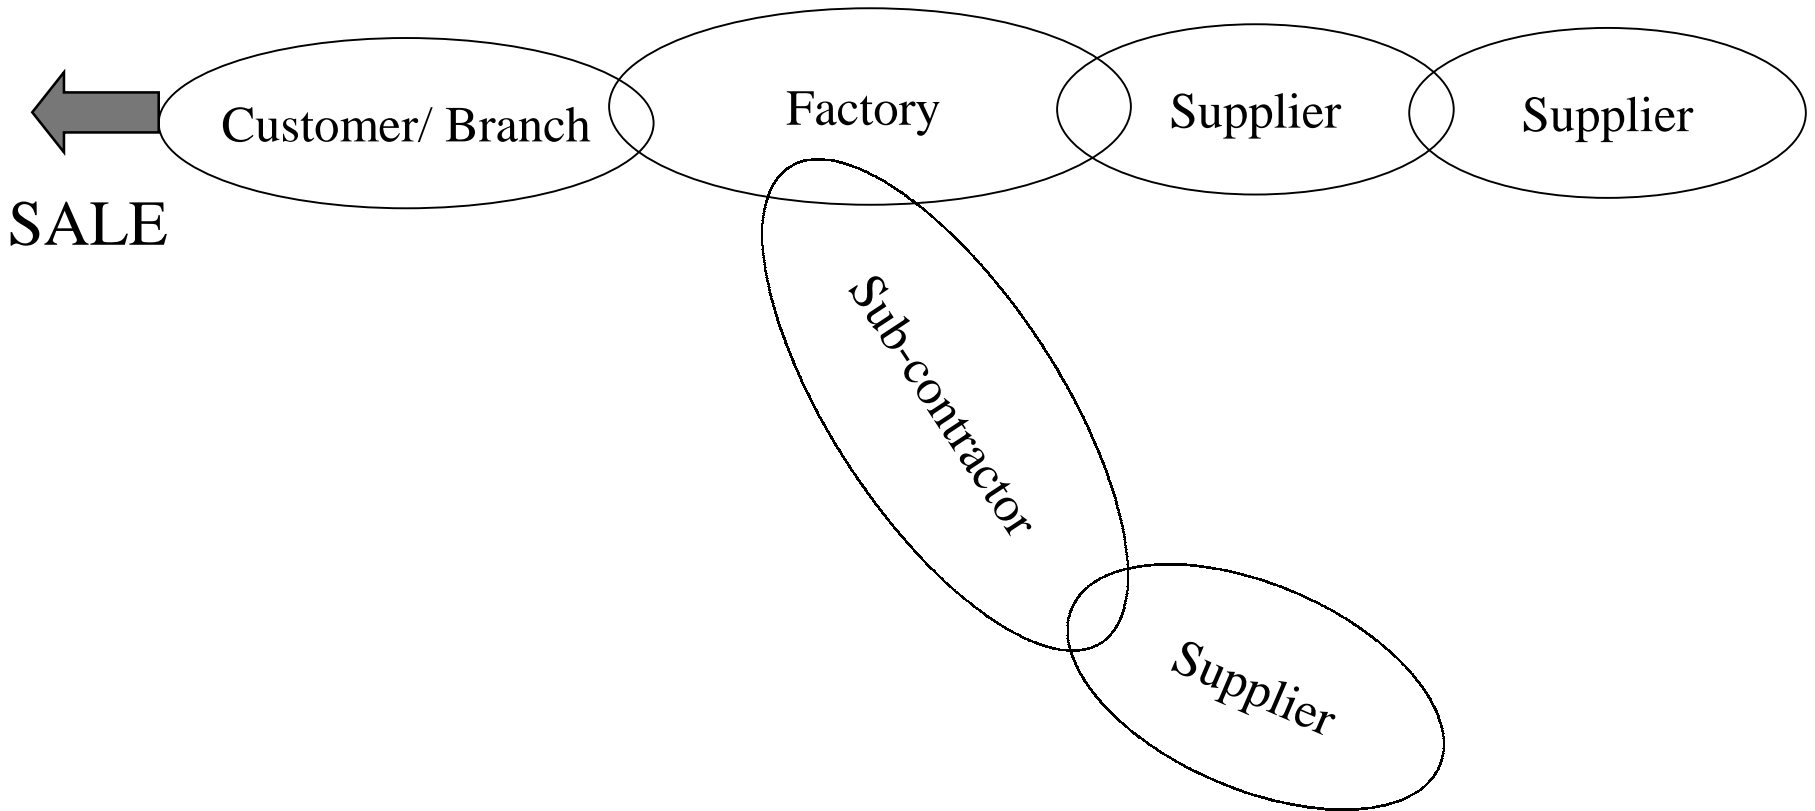 Customer/ Branch
Factory
Supplier
Supplier
SALE
Sub-contractor
Supplier